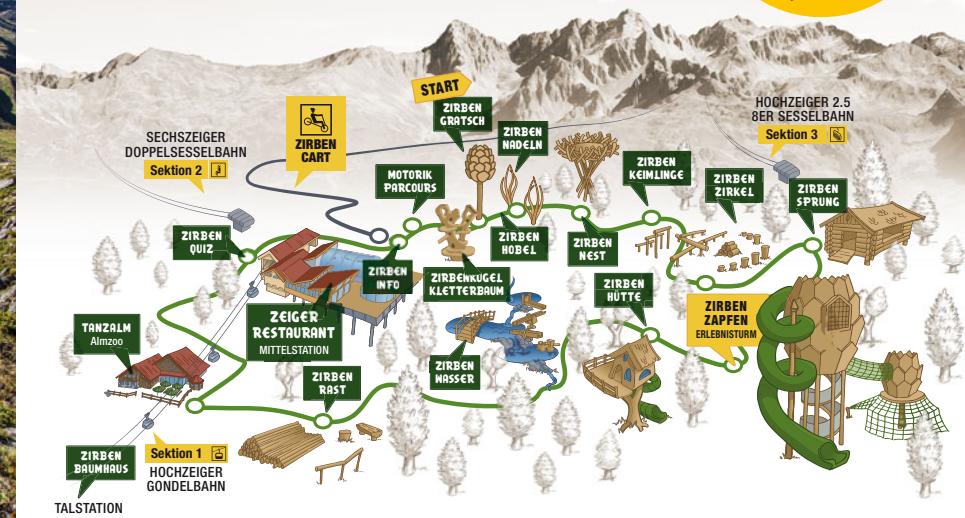 START
ZIRBEN
GRATSCH
ZIRBEN
NADELN
HOCHZEIGER 2.5
8ER SESSELBAHN
Sektion 3
SECHSZEIGER
DOPPELSESSELBAHN
Sektion 2
ZIRBEN
CART
MOTORIK
PARCOURS
ZIRBEN
KEIMLINGE
ZIRBEN
ZIRKEL
ZIRBEN
SPRUNG
ZIRBEN
QUIZ
ZIRBEN
INFO
ZIRBENKUGEL
KLETTERBAUM
ZIRBEN
HOBEL
ZIRBEN
NEST
ZIRBEN
HÜTTE
ZIRBEN
ZAPFEN
ERLEBNISTURM
ZEIGER
RESTAURANT
MITTELSTATION
TANZALM
Almzoo
ZIRBEN
RAST
ZIRBEN
WASSER
ZIRBEN
BAUMHAUS
Sektion 1
HOCHZEIGER
GONDELBAHN
TALSTATION